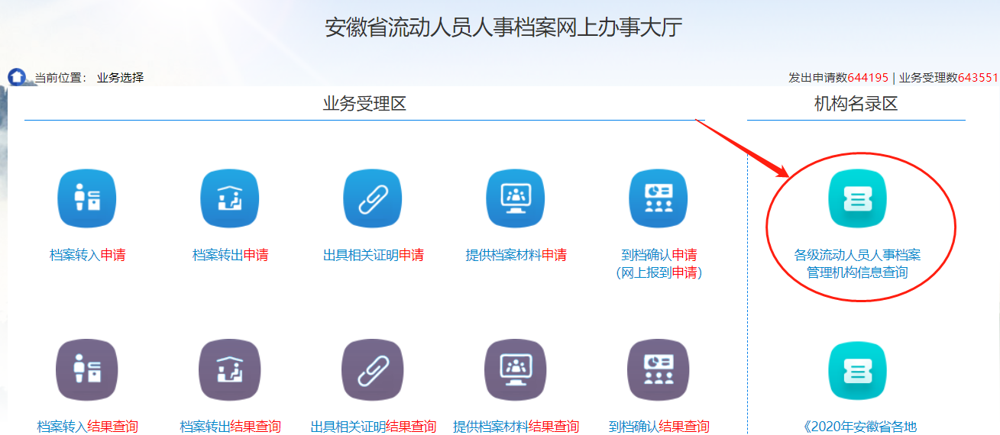 安徽省流动人员人事档案网上办事大厅
当前位置： 业务选择
发出申请数644195 | 业务受理数643551
业务受理区
机构名录区
档案转入申请
档案转出申请
出具相关证明申请
提供档案材料申请
到档确认申请
（网上报到申请）
各级流动人员人事档案
管理机构信息查询
档案转入结果查询
档案转出结果查询
出具相关证明结果查询
提供档案材料结果查询
到档确认结果查询
《2020年安徽省各地